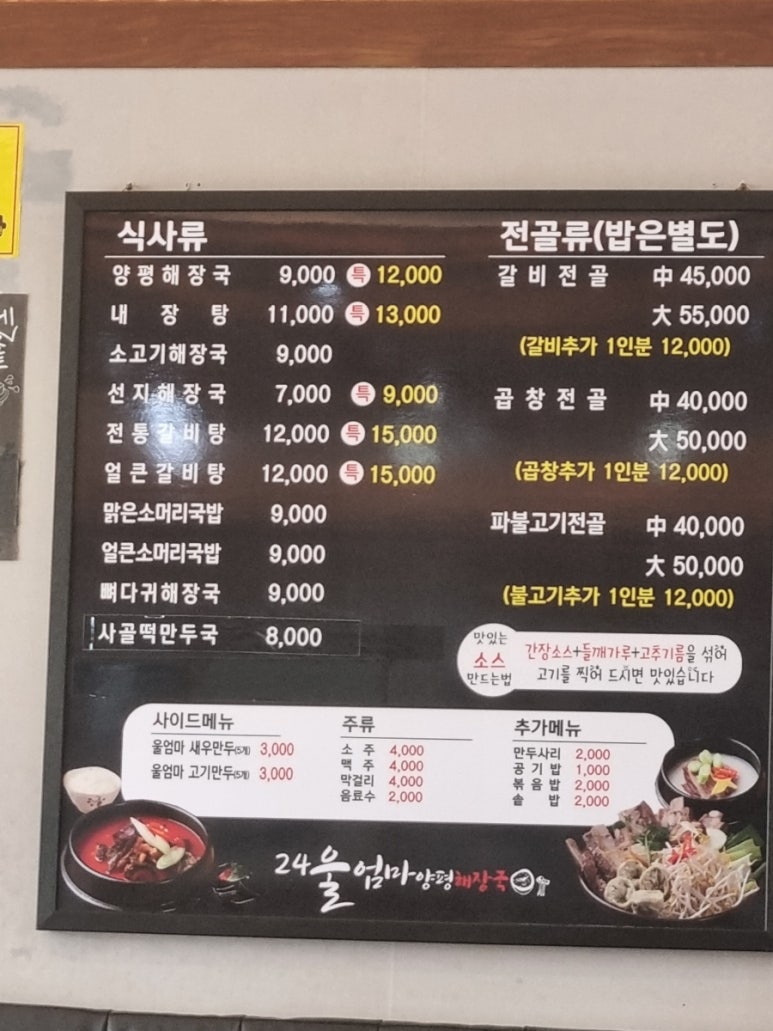 식사류
양평해장국 9,000 특 12,000
내장탕 11,000 특 13,000
소고기해장국 9,000
선지해장국 7,000 특 9,000
전통갈비탕 12,000 특 15,000
얼큰갈비탕 12,000 특 15,000
맑은소머리국밥 9,000
얼큰소머리국밥 9,000
뼈다귀해장국 9,000
사골떡만두국 8,000
전골류(밥은별도)
갈비전골 中 45,000
大 55,000
(갈비추가 1인분 12,000)
곱창전골 中 40,000
大 50,000
(곱창추가 1인분 12,000)
파불고기전골 中 40,000
大 50,000
(불고기추가 1인분 12,000)
맛있는
소스
만드는법
간장소스+들깨가루+고추기름을 섞어
고기를 찍어 드시면 맛있습니다
사이드메뉴
울엄마 새우만두(5개) 3,000
울엄마 고기만두(5개) 3,000
주류
소주 4,000
맥주 4,000
막걸리 4,000
음료수 2,000
추가메뉴
만두사리 2,000
공기밥 1,000
볶음밥 2,000
솥밥 2,000
24울엄마양평해장국